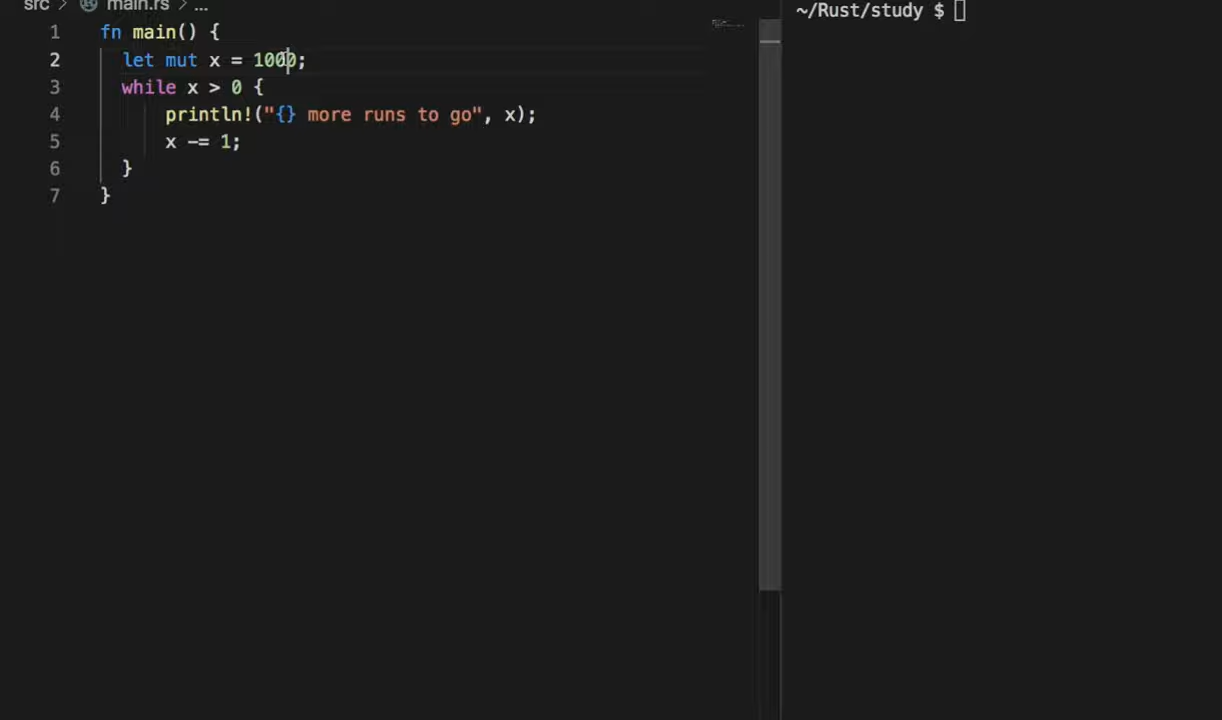 src > main.rs > ...
~/Rust/study $
1 fn main() {
2 let mut x = 1000;
3 while x > 0 {
4 println!("{} more runs to go", x);
5 x -= 1;
6 }
7 }